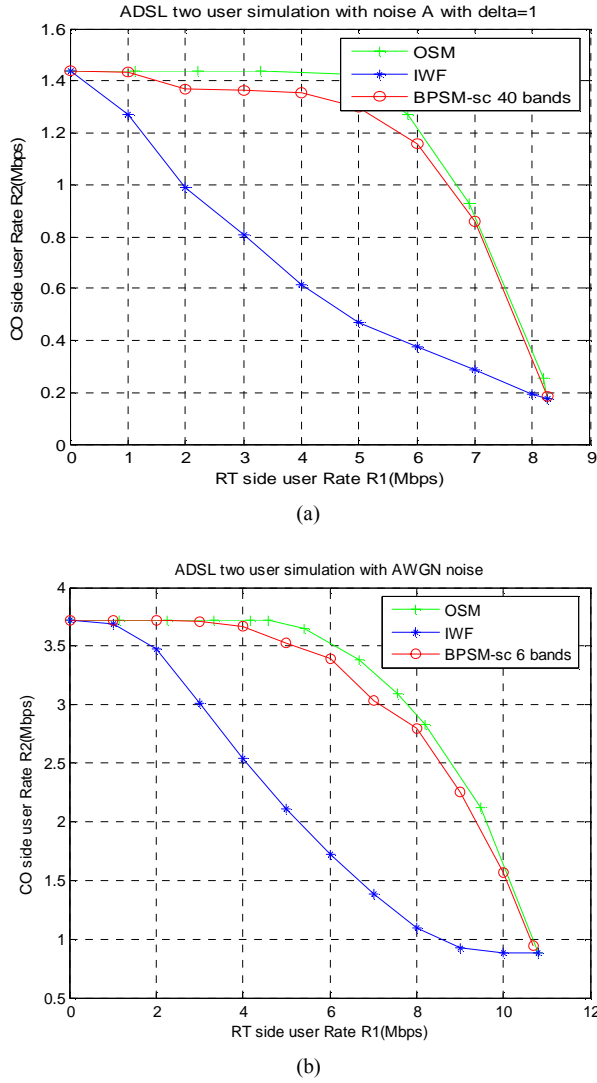 ADSL two user simulation with noise A with delta=1
OSM
IWF
BPSM-sc 40 bands
CO side user Rate R2(Mbps)
1.6
1.4
1.2
1
0.8
0.6
0.4
0.2
0
0 1 2 3 4 5 6 7 8 9
RT side user Rate R1(Mbps)
(a)
ADSL two user simulation with AWGN noise
OSM
IWF
BPSM-sc 6 bands
CO side user Rate R2(Mbps)
4
3.5
3
2.5
2
1.5
1
0.5
0 2 4 6 8 10 12
RT side user Rate R1(Mbps)
(b)